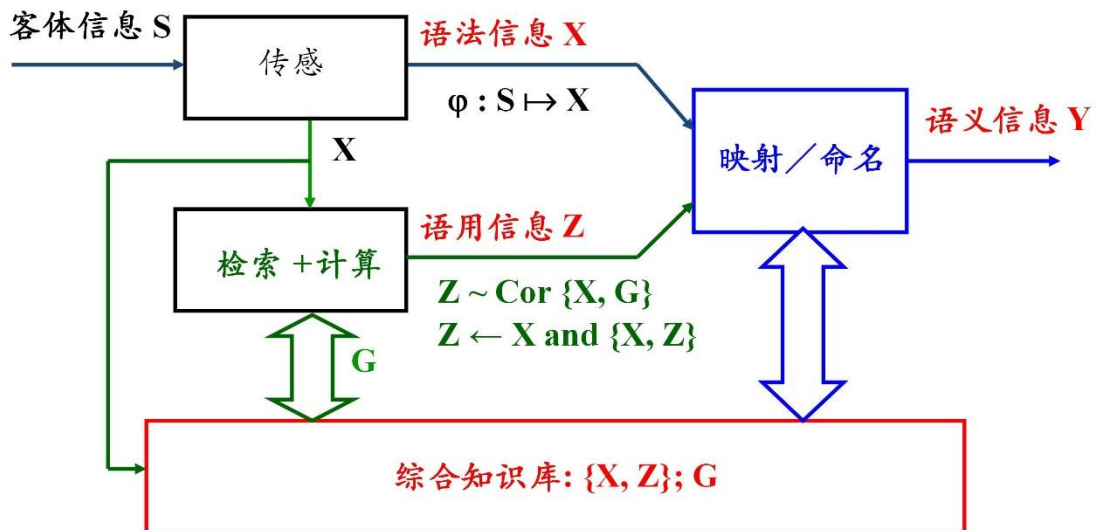 客体信息 S
传感
语法信息 X
φ : S ↦ X
X
映射／命名
语义信息 Y
检索 +计算
语用信息 Z
Z ~ Cor {X, G}
Z ← X and {X, Z}
G
综合知识库: {X, Z}; G